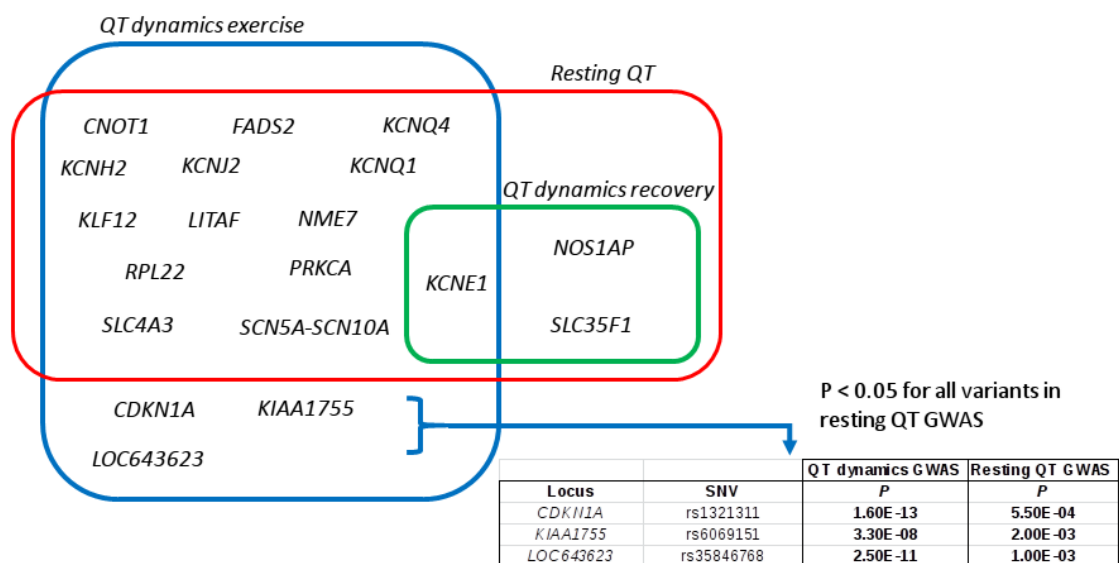 QT dynamics exercise
Resting QT
CNOT1 FADS2 KCNQ4
KCNH2 KCNJ2 KCNQ1
QT dynamics recovery
KLF12 LITAF NME7
NOS1AP
RPL22 PRKCA KCNE1
SLC4A3 SCN5A-SCN10A SLC35F1
CDKN1A KIAA1755
LOC643623
P < 0.05 for all variants in
resting QT GWAS
QT dynamics GWAS Resting QT GWAS
Locus SNV P P
CDKN1A rs1321311 1.60E-13 5.50E-04
KIAA1755 rs6069151 3.30E-08 2.00E-03
LOC643623 rs35846768 2.50E-11 1.00E-03